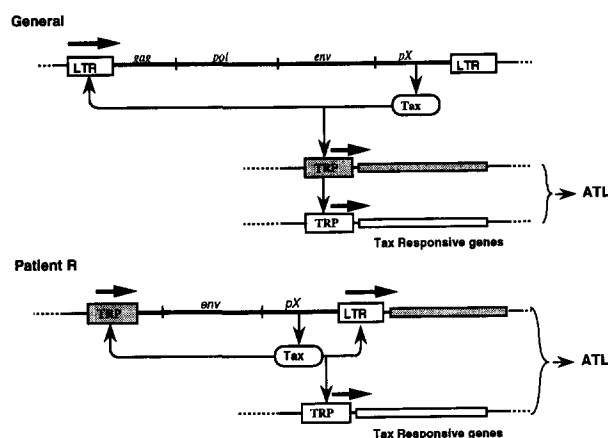 General
LTR gag pol env pX LTR
Tax
TRP
ATL
TRP
Tax Responsive genes
Patient R
TRP env pX LTR
Tax
ATL
TRP
Tax Responsive genes